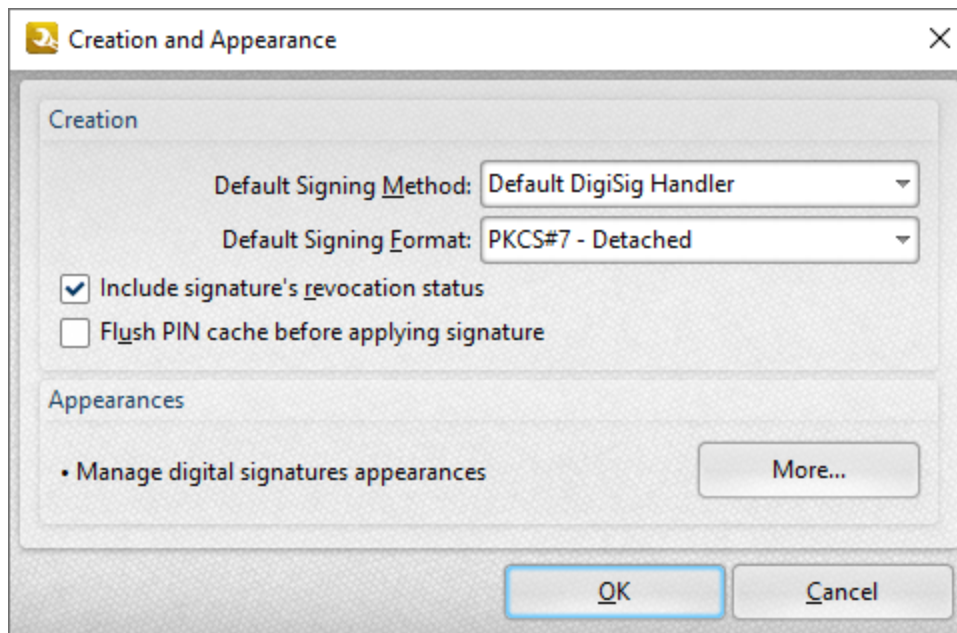 Creation and Appearance
Creation
Default Signing Method: Default DigiSig Handler
Default Signing Format: PKCS#7 - Detached
Include signature's revocation status
Flush PIN cache before applying signature
Appearances
• Manage digital signatures appearances More...
OK Cancel